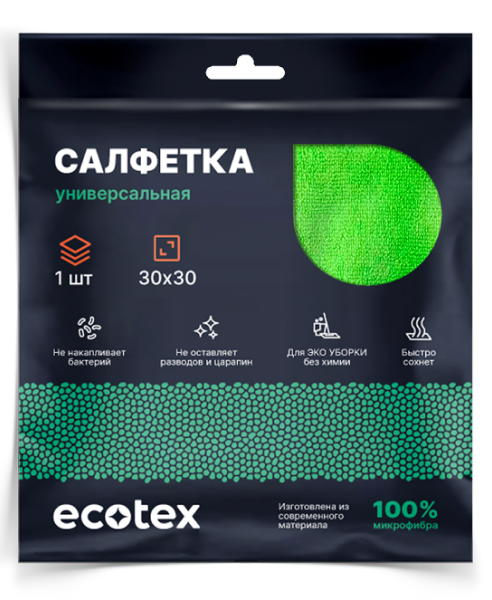 САЛФЕТКА
универсальная
1 шт
30x30
Не накапливает
бактерий
Не оставляет
разводов и царапин
Для ЭКО УБОРКИ
без химии
Быстро
сохнет
ecotex
Изготовлена из
современного
материала
100%
микрофибра